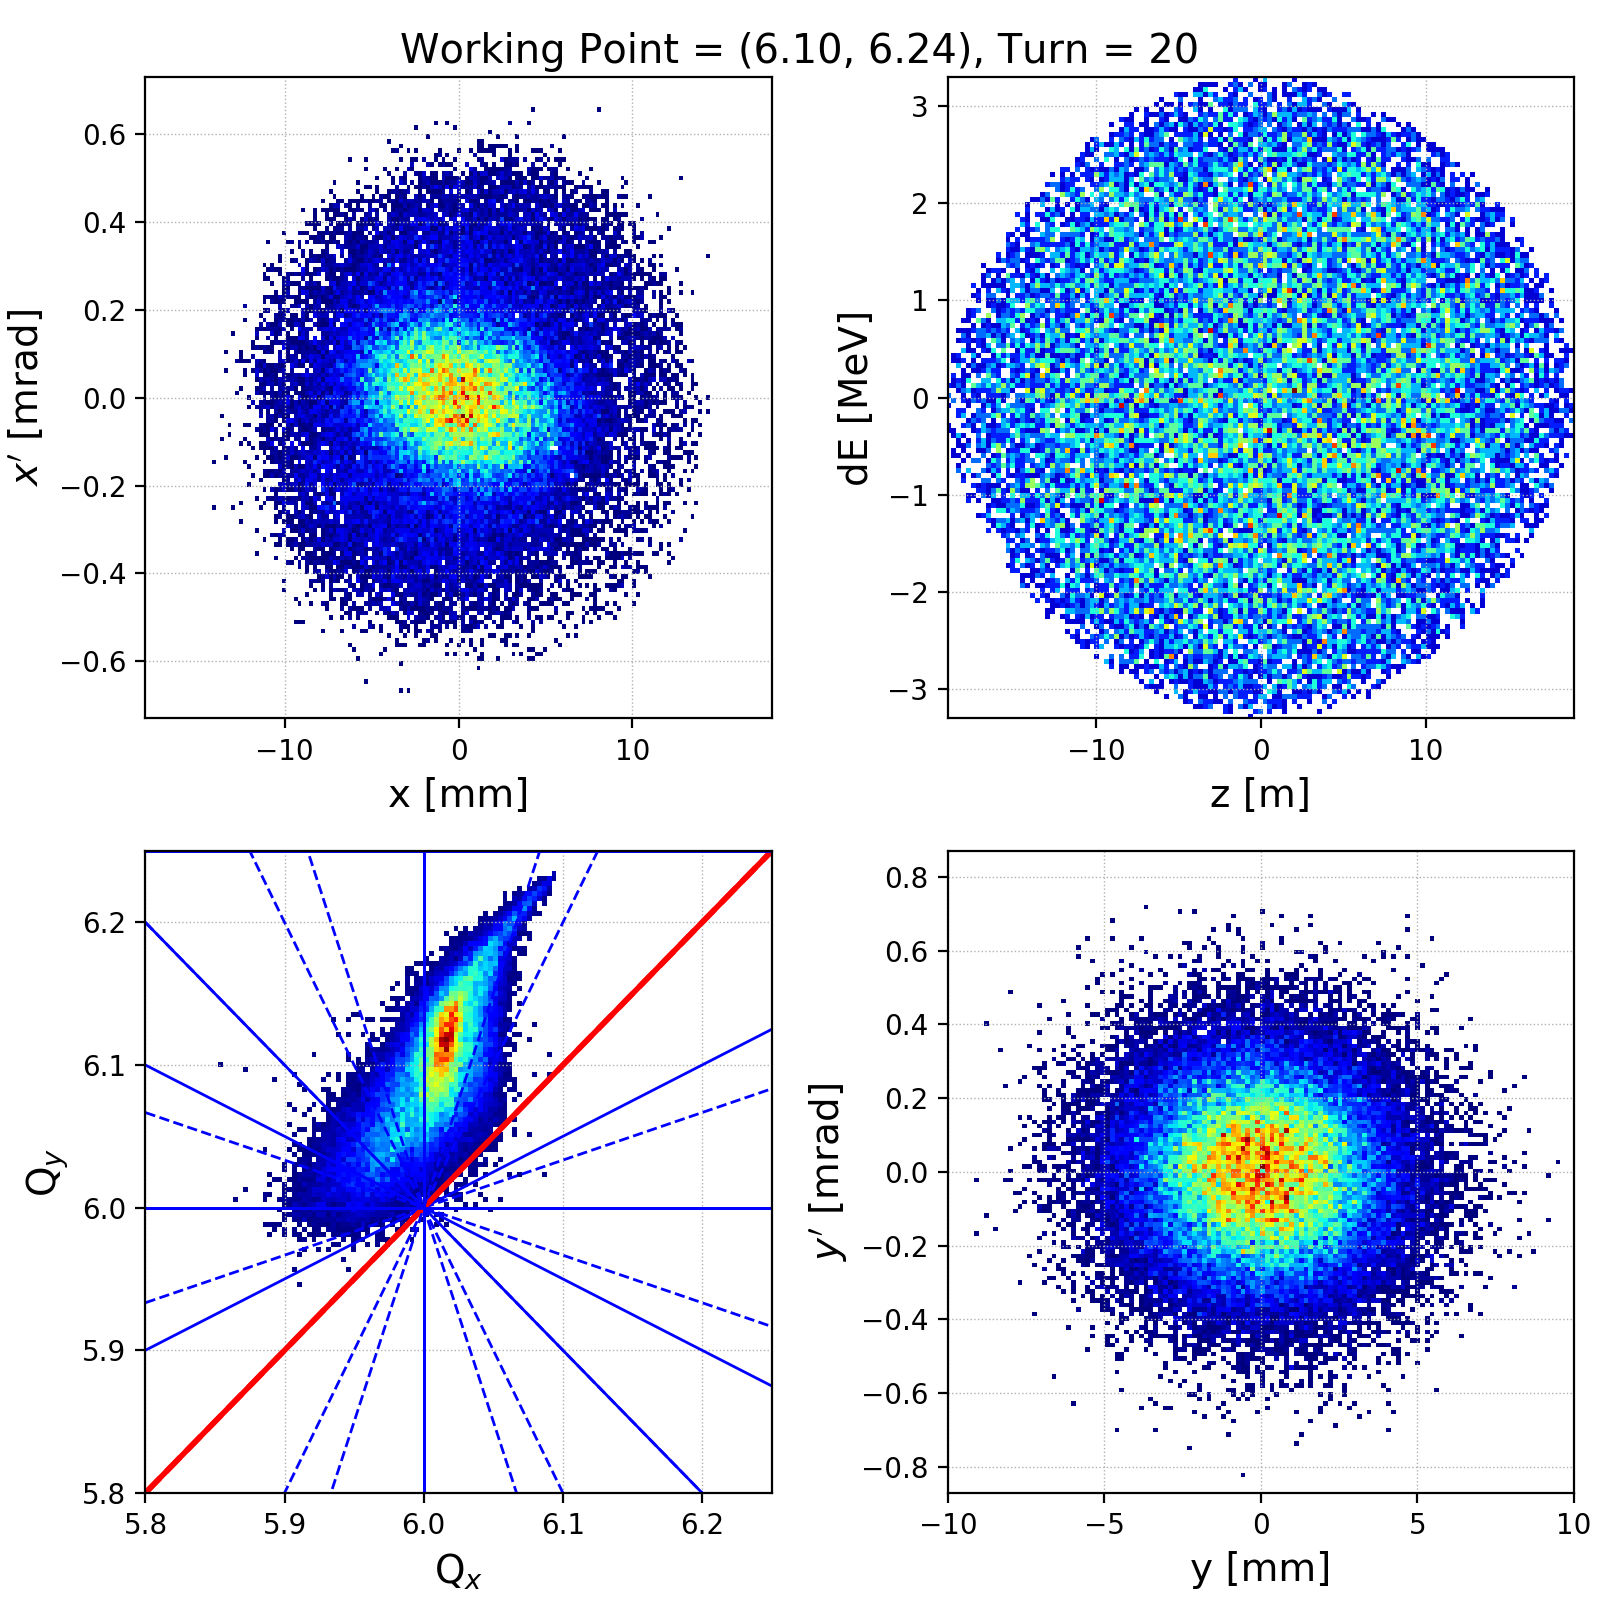 Working Point = (6.10, 6.24), Turn = 20
0.6
0.4
0.2
0.0
−0.2
−0.4
−0.6
x′ [mrad]
−10 0 10
x [mm]
3
2
1
0
−1
−2
−3
dE [MeV]
−10 0 10
z [m]
6.2
6.1
6.0
5.9
5.8
Qy
5.8 5.9 6.0 6.1 6.2
Qx
0.8
0.6
0.4
0.2
0.0
−0.2
−0.4
−0.6
−0.8
y′ [mrad]
−10 −5 0 5 10
y [mm]